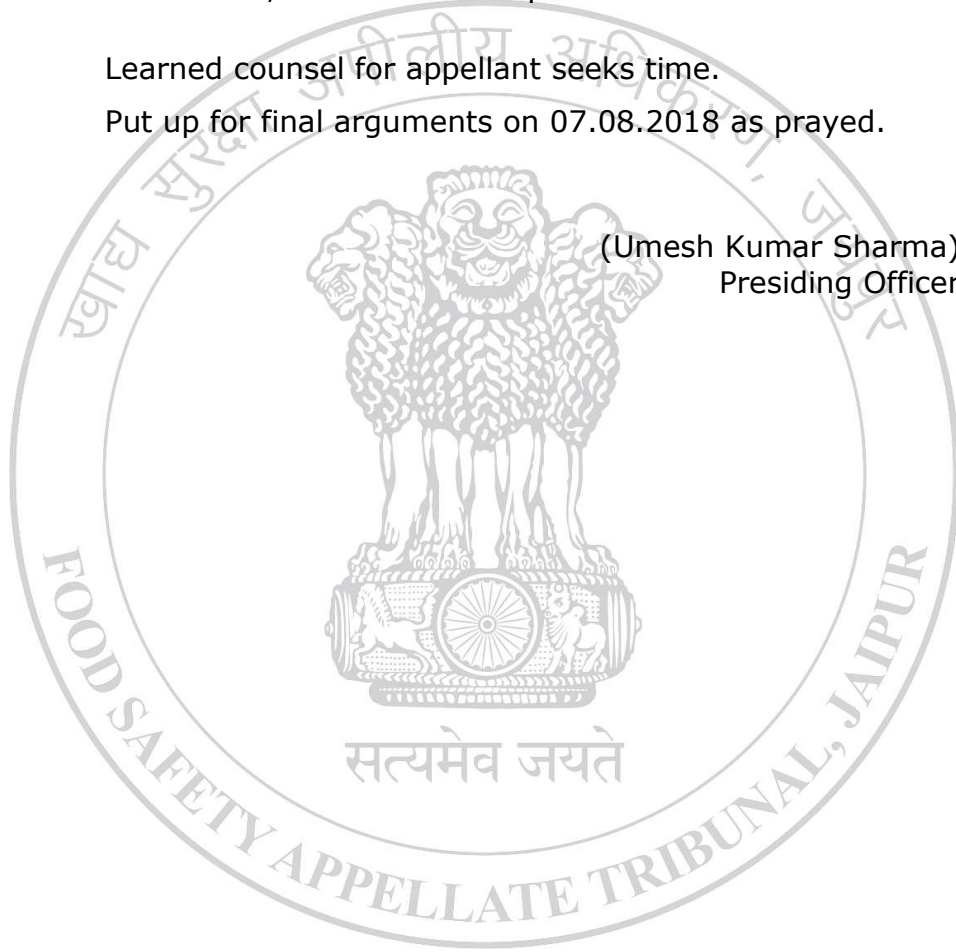 Learned counsel for appellant seeks time.
Put up for final arguments on 07.08.2018 as prayed.
(Umesh Kumar Sharma)
Presiding Officer
खाद्य सुरक्षा अपीलीय अधिकरण, जयपुर
सत्यमेव जयते
FOOD SAFETY APPELLATE TRIBUNAL, JAIPUR